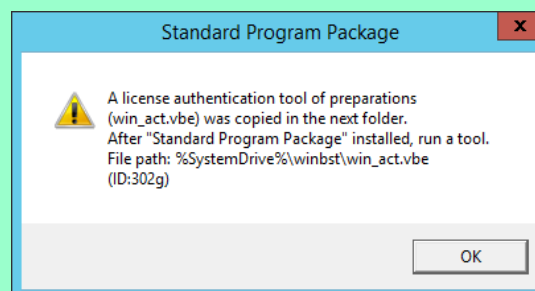 Standard Program Package
x
A license authentication tool of preparations
(win_act.vbe) was copied in the next folder.
After "Standard Program Package" installed, run a tool.
File path: %SystemDrive%\winbst\win_act.vbe
(ID:302g)
OK